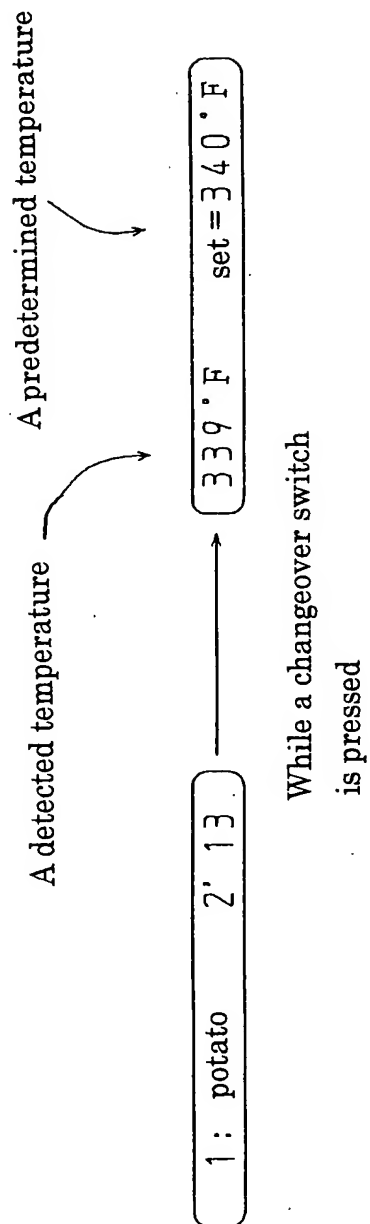 A predetermined temperature
A detected temperature
1: potato 2' 13
339°F set=340°F
While a changeover switch
is pressed